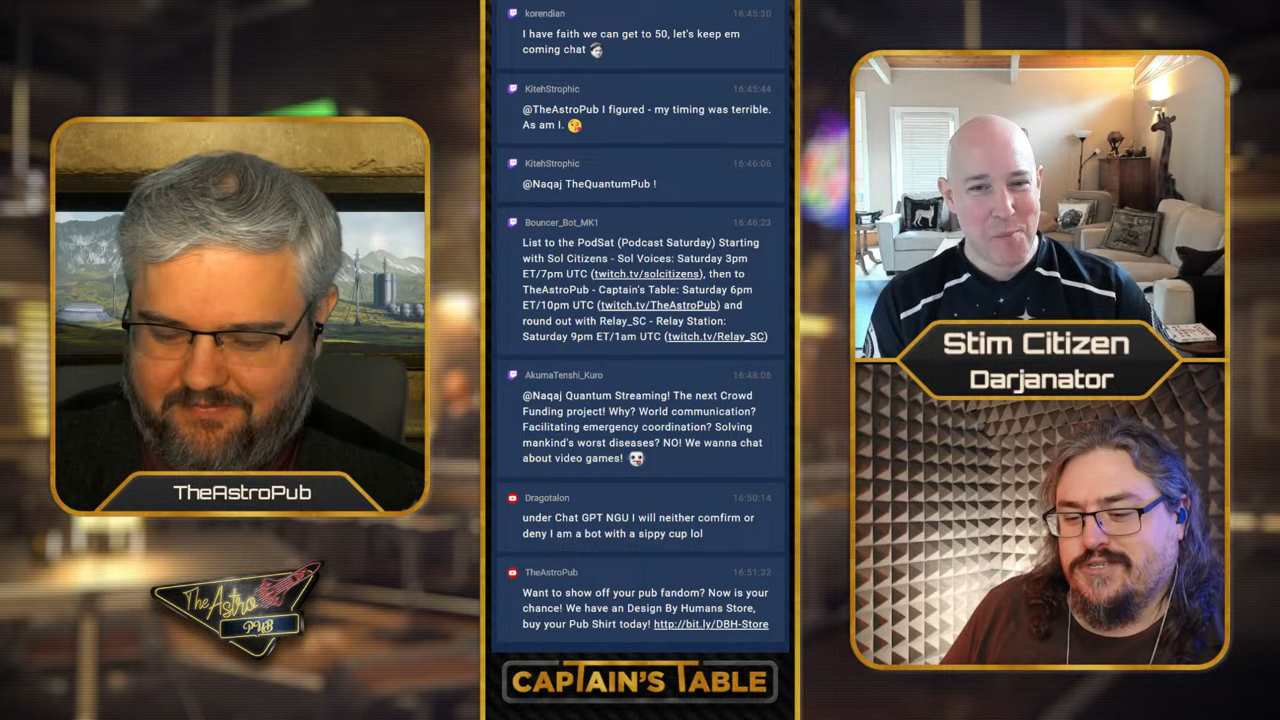 korendian 16:45:30
I have faith we can get to 50, let's keep em
coming chat
KitehStrophic 16:45:44
@TheAstroPub I figured - my timing was terrible.
As am I.
KitehStrophic 16:46:06
@Naqaj TheQuantumPub !
Bouncer_Bot_MK1 16:46:23
List to the PodSat (Podcast Saturday) Starting
with Sol Citizens - Sol Voices: Saturday 3pm
ET/7pm UTC (twitch.tv/solcitizens), then to
TheAstroPub - Captain's Table: Saturday 6pm
ET/10pm UTC (twitch.tv/TheAstroPub) and
round out with Relay_SC - Relay Station:
Saturday 9pm ET/1am UTC (twitch.tv/Relay_SC)
AkumaTenshi_Kuro 16:48:06
@Naqaj Quantum Streaming! The next Crowd
Funding project! Why? World communication?
Facilitating emergency coordination? Solving
mankind's worst diseases? NO! We wanna chat
about video games!
Dragotalon 16:50:14
under Chat GPT NGU I will neither comfirm or
deny I am a bot with a sippy cup lol
TheAstroPub 16:51:32
Want to show off your pub fandom? Now is your
chance! We have an Design By Humans Store,
buy your Pub Shirt today! http://bit.ly/DBH-Store
CAPTAIN'S TABLE
TheAstroPub
The Astro
PUB
Stim Citizen
Darjanator